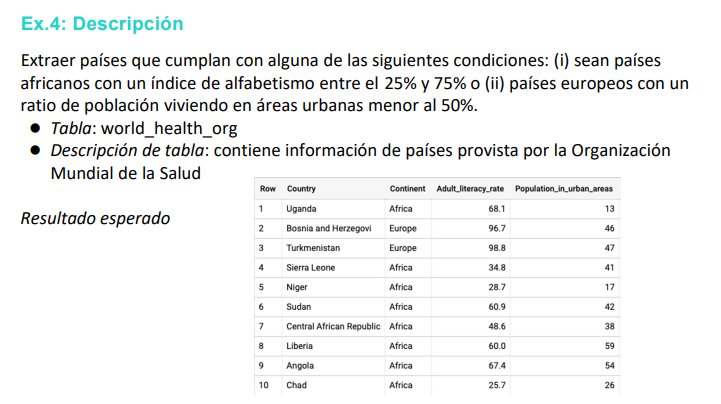 Ex.4: Descripción
Extraer países que cumplan con alguna de las siguientes condiciones: (i) sean países
africanos con un índice de alfabetismo entre el 25% y 75% o (ii) países europeos con un
ratio de población viviendo en áreas urbanas menor al 50%.
● Tabla: world_health_org
● Descripción de tabla: contiene información de países provista por la Organización
Mundial de la Salud
Resultado esperado
Row Country Continent Adult_literacy_rate Population_in_urban_areas
1 Uganda Africa 68.1 13
2 Bosnia and Herzegovi Europe 96.7 46
3 Turkmenistan Europe 98.8 47
4 Sierra Leone Africa 34.8 41
5 Niger Africa 28.7 17
6 Sudan Africa 60.9 42
7 Central African Republic Africa 48.6 38
8 Liberia Africa 60.0 59
9 Angola Africa 67.4 54
10 Chad Africa 25.7 26